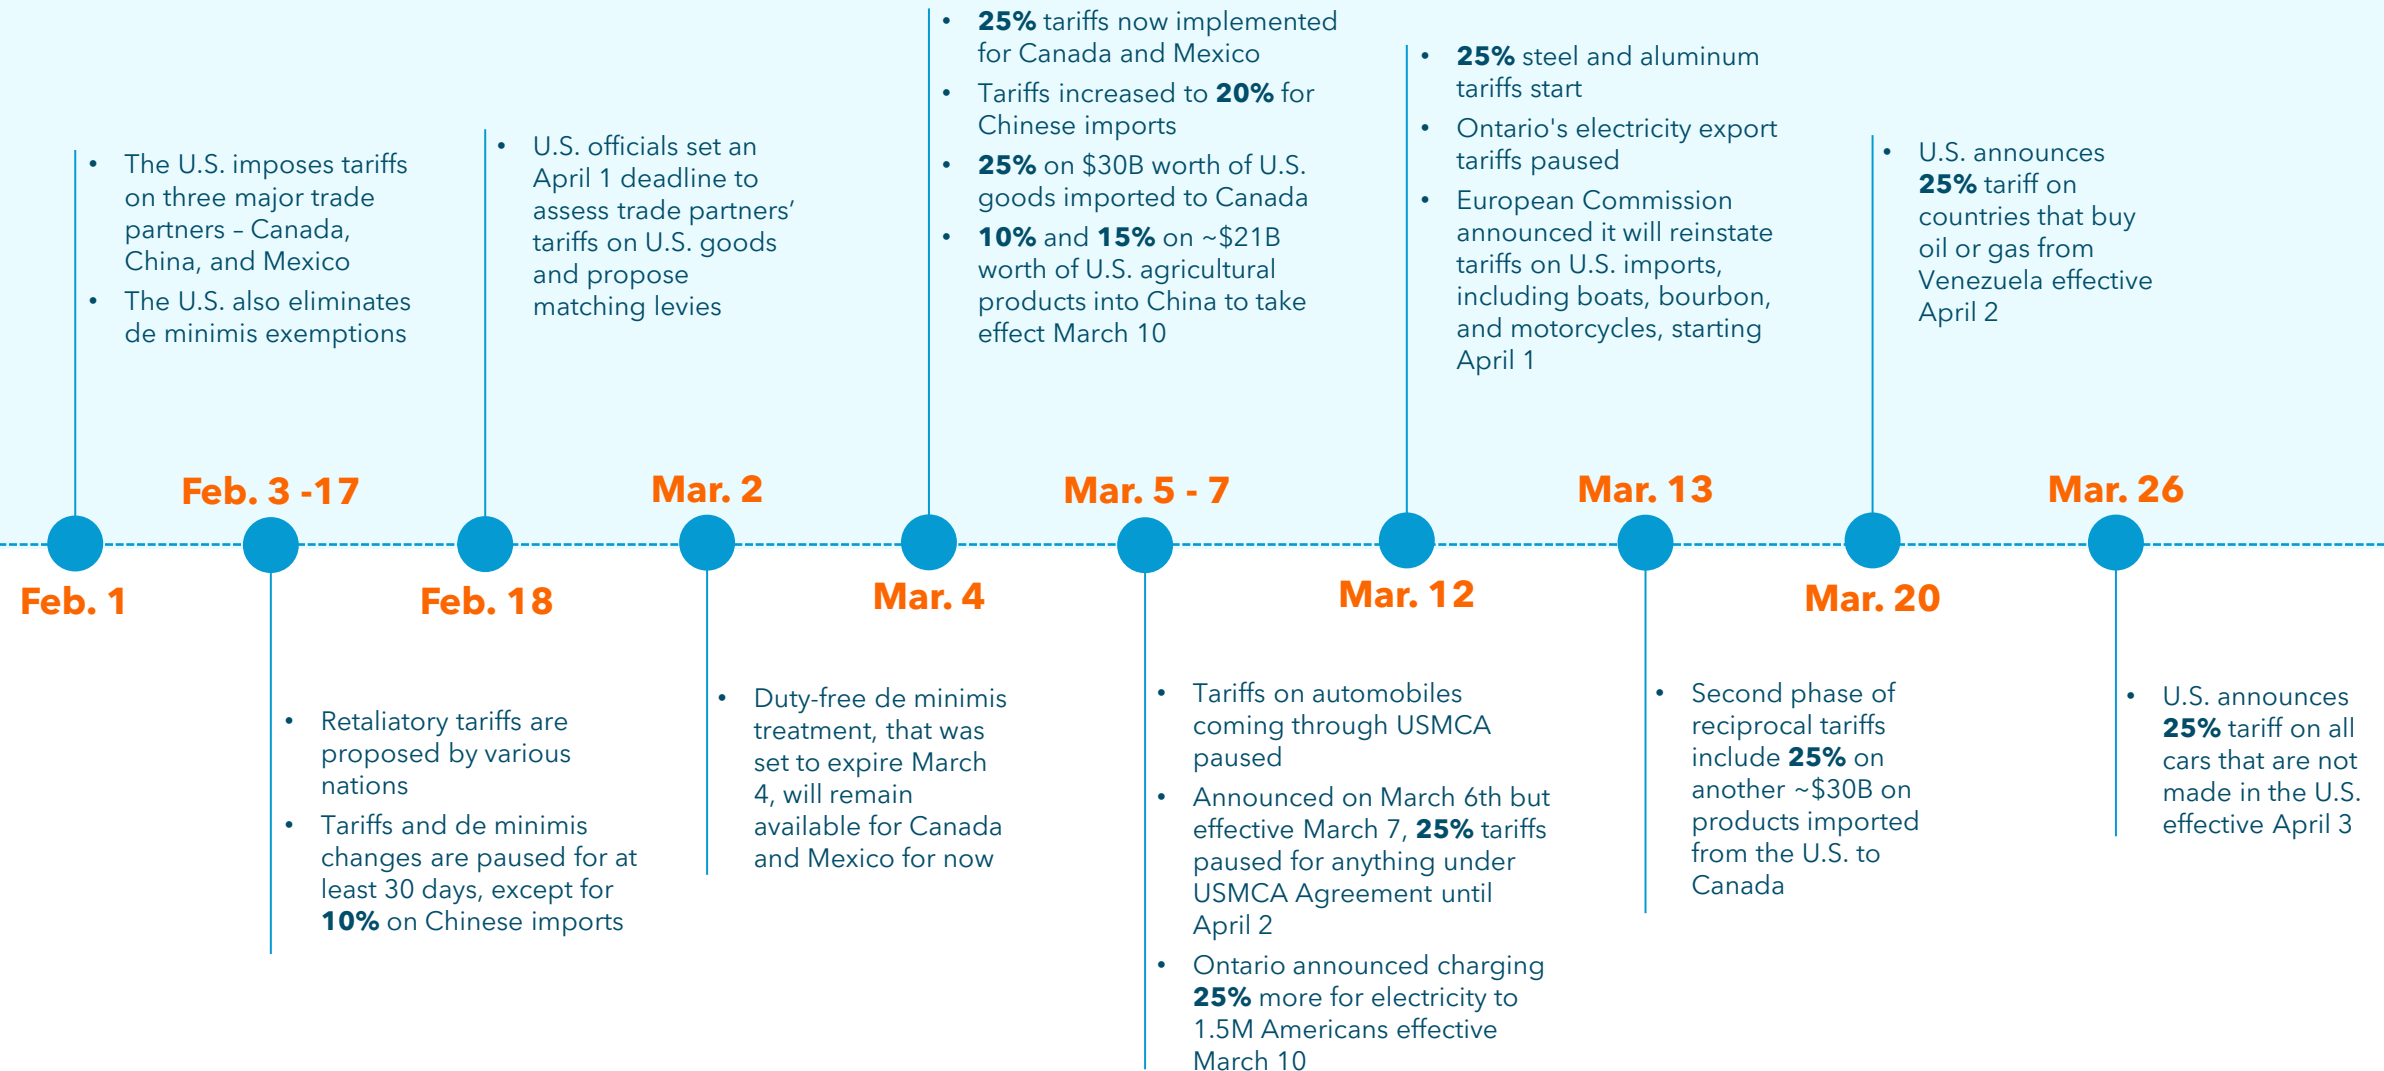 Feb. 1
• The U.S. imposes tariffs
on three major trade
partners – Canada,
China, and Mexico
• The U.S. also eliminates
de minimis exemptions
Feb. 3 -17
• Retaliatory tariffs are
proposed by various
nations
• Tariffs and de minimis
changes are paused for at
least 30 days, except for
10% on Chinese imports
Feb. 18
• U.S. officials set an
April 1 deadline to
assess trade partners’
tariffs on U.S. goods
and propose
matching levies
Mar. 2
• Duty-free de minimis
treatment, that was
set to expire March
4, will remain
available for Canada
and Mexico for now
Mar. 4
• 25% tariffs now implemented
for Canada and Mexico
• Tariffs increased to 20% for
Chinese imports
• 25% on $30B worth of U.S.
goods imported to Canada
• 10% and 15% on ~$21B
worth of U.S. agricultural
products into China to take
effect March 10
Mar. 5 - 7
• Tariffs on automobiles
coming through USMCA
paused
• Announced on March 6th but
effective March 7, 25% tariffs
paused for anything under
USMCA Agreement until
April 2
• Ontario announced charging
25% more for electricity to
1.5M Americans effective
March 10
Mar. 12
• 25% steel and aluminum
tariffs start
• Ontario's electricity export
tariffs paused
• European Commission
announced it will reinstate
tariffs on U.S. imports,
including boats, bourbon,
and motorcycles, starting
April 1
Mar. 13
• Second phase of
reciprocal tariffs
include 25% on
another ~$30B on
products imported
from the U.S. to
Canada
Mar. 20
• U.S. announces
25% tariff on
countries that buy
oil or gas from
Venezuela effective
April 2
Mar. 26
• U.S. announces
25% tariff on all
cars that are not
made in the U.S.
effective April 3